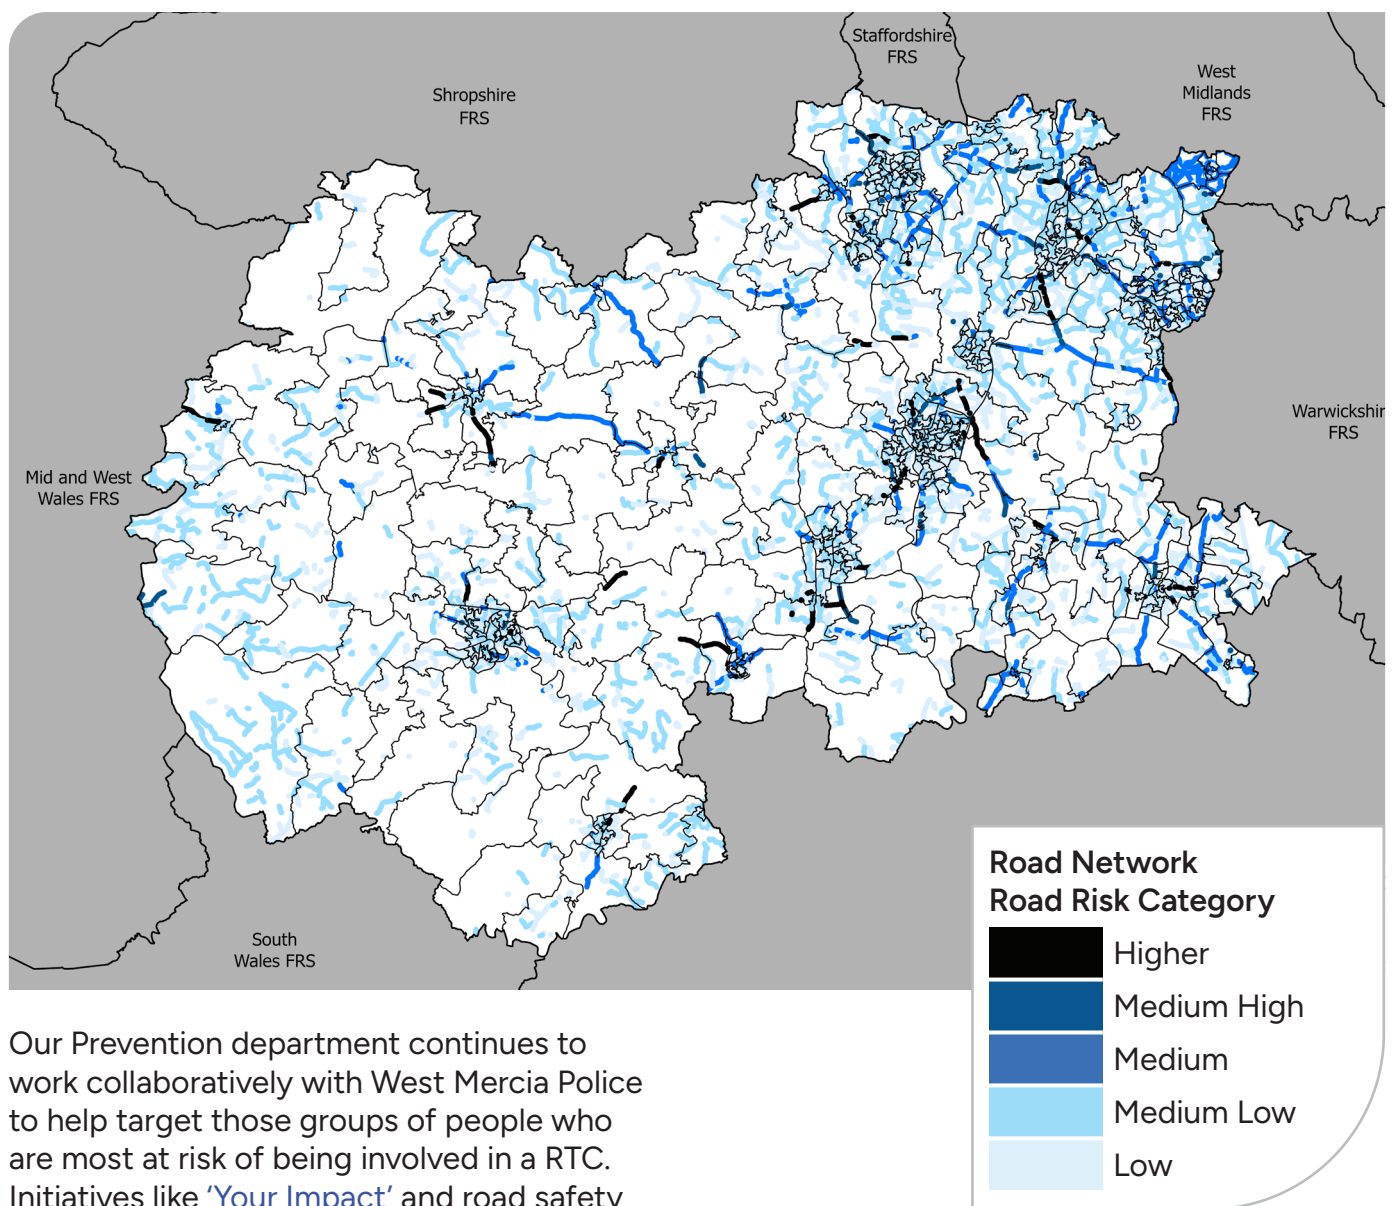 Staffordshire
FRS
West
Midlands
FRS
Shropshire
FRS
Warwickshir
FRS
Mid and West
Wales FRS
South
Wales FRS
Road Network
Road Risk Category
Higher
Medium High
Medium
Medium Low
Low
Our Prevention department continues to
work collaboratively with West Mercia Police
to help target those groups of people who
are most at risk of being involved in a RTC.
Initiatives like ‘Your Impact’ and road safety